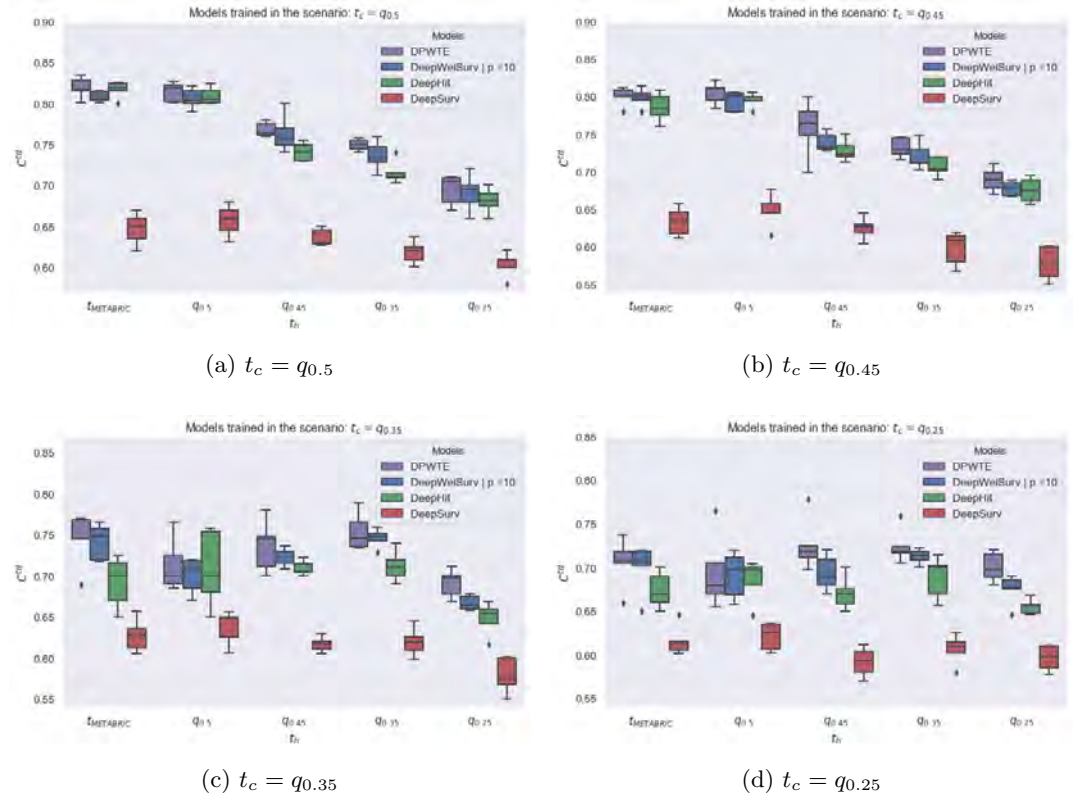 Models trained in the scenario: t_c = q_0.5
Models
DPWTE
DeepWeiSurv | p =10
DeepHit
DeepSurv
C^td
0.90
0.85
0.80
0.75
0.70
0.65
0.60
t_METABRIC q_0.5 q_0.45 q_0.35 q_0.25
t_h
(a) t_c = q_0.5
Models trained in the scenario: t_c = q_0.45
Models
DPWTE
DeepWeiSurv | p =10
DeepHit
DeepSurv
C^td
0.90
0.85
0.80
0.75
0.70
0.65
0.60
0.55
t_METABRIC q_0.5 q_0.45 q_0.35 q_0.25
t_h
(b) t_c = q_0.45
Models trained in the scenario: t_c = q_0.35
Models
DPWTE
DeepWeiSurv | p =10
DeepHit
DeepSurv
C^td
0.85
0.80
0.75
0.70
0.65
0.60
0.55
t_METABRIC q_0.5 q_0.45 q_0.35 q_0.25
t_h
(c) t_c = q_0.35
Models trained in the scenario: t_c = q_0.25
Models
DPWTE
DeepWeiSurv | p =10
DeepHit
DeepSurv
C^td
0.85
0.80
0.75
0.70
0.65
0.60
0.55
t_METABRIC q_0.5 q_0.45 q_0.35 q_0.25
t_h
(d) t_c = q_0.25